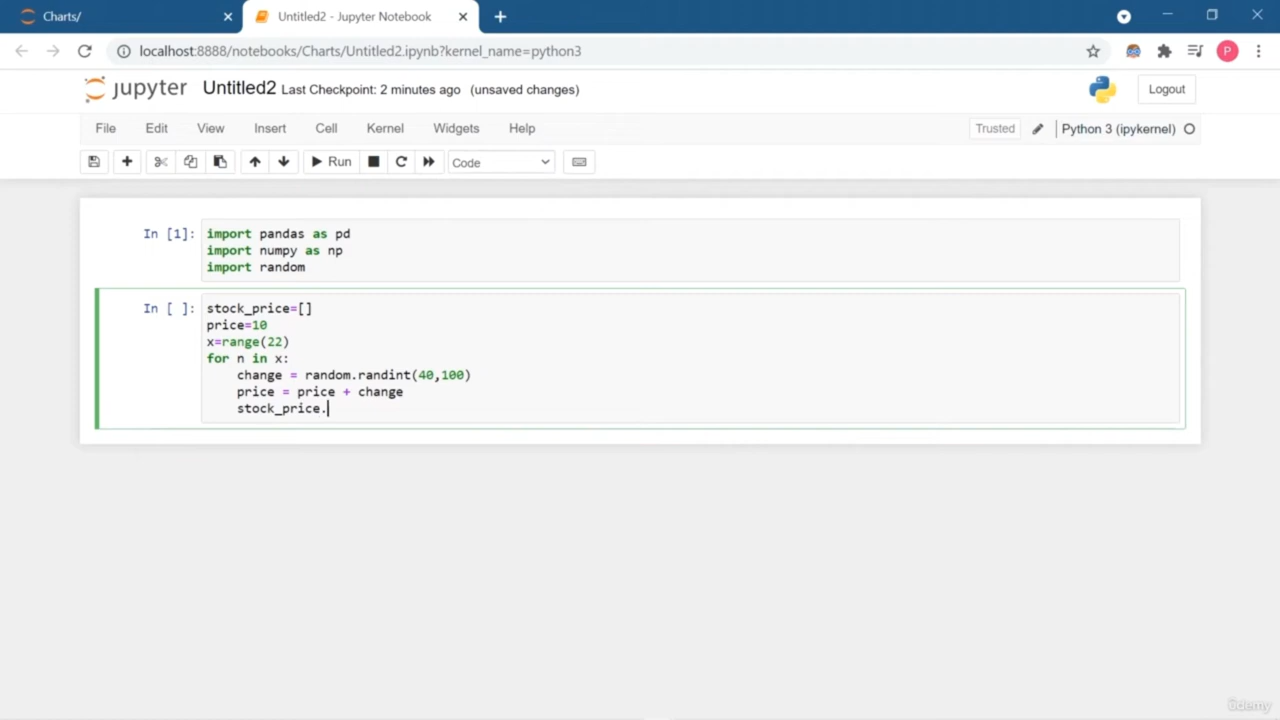 Charts/
Untitled2 - Jupyter Notebook
localhost:8888/notebooks/Charts/Untitled2.ipynb?kernel_name=python3
P
jupyter Untitled2 Last Checkpoint: 2 minutes ago (unsaved changes)
Logout
File Edit View Insert Cell Kernel Widgets Help
Trusted Python 3 (ipykernel)
Run Code
In [1]: import pandas as pd
import numpy as np
import random
In [ ]: stock_price=[]
price=10
x=range(22)
for n in x:
    change = random.randint(40,100)
    price = price + change
    stock_price.
ûdemy